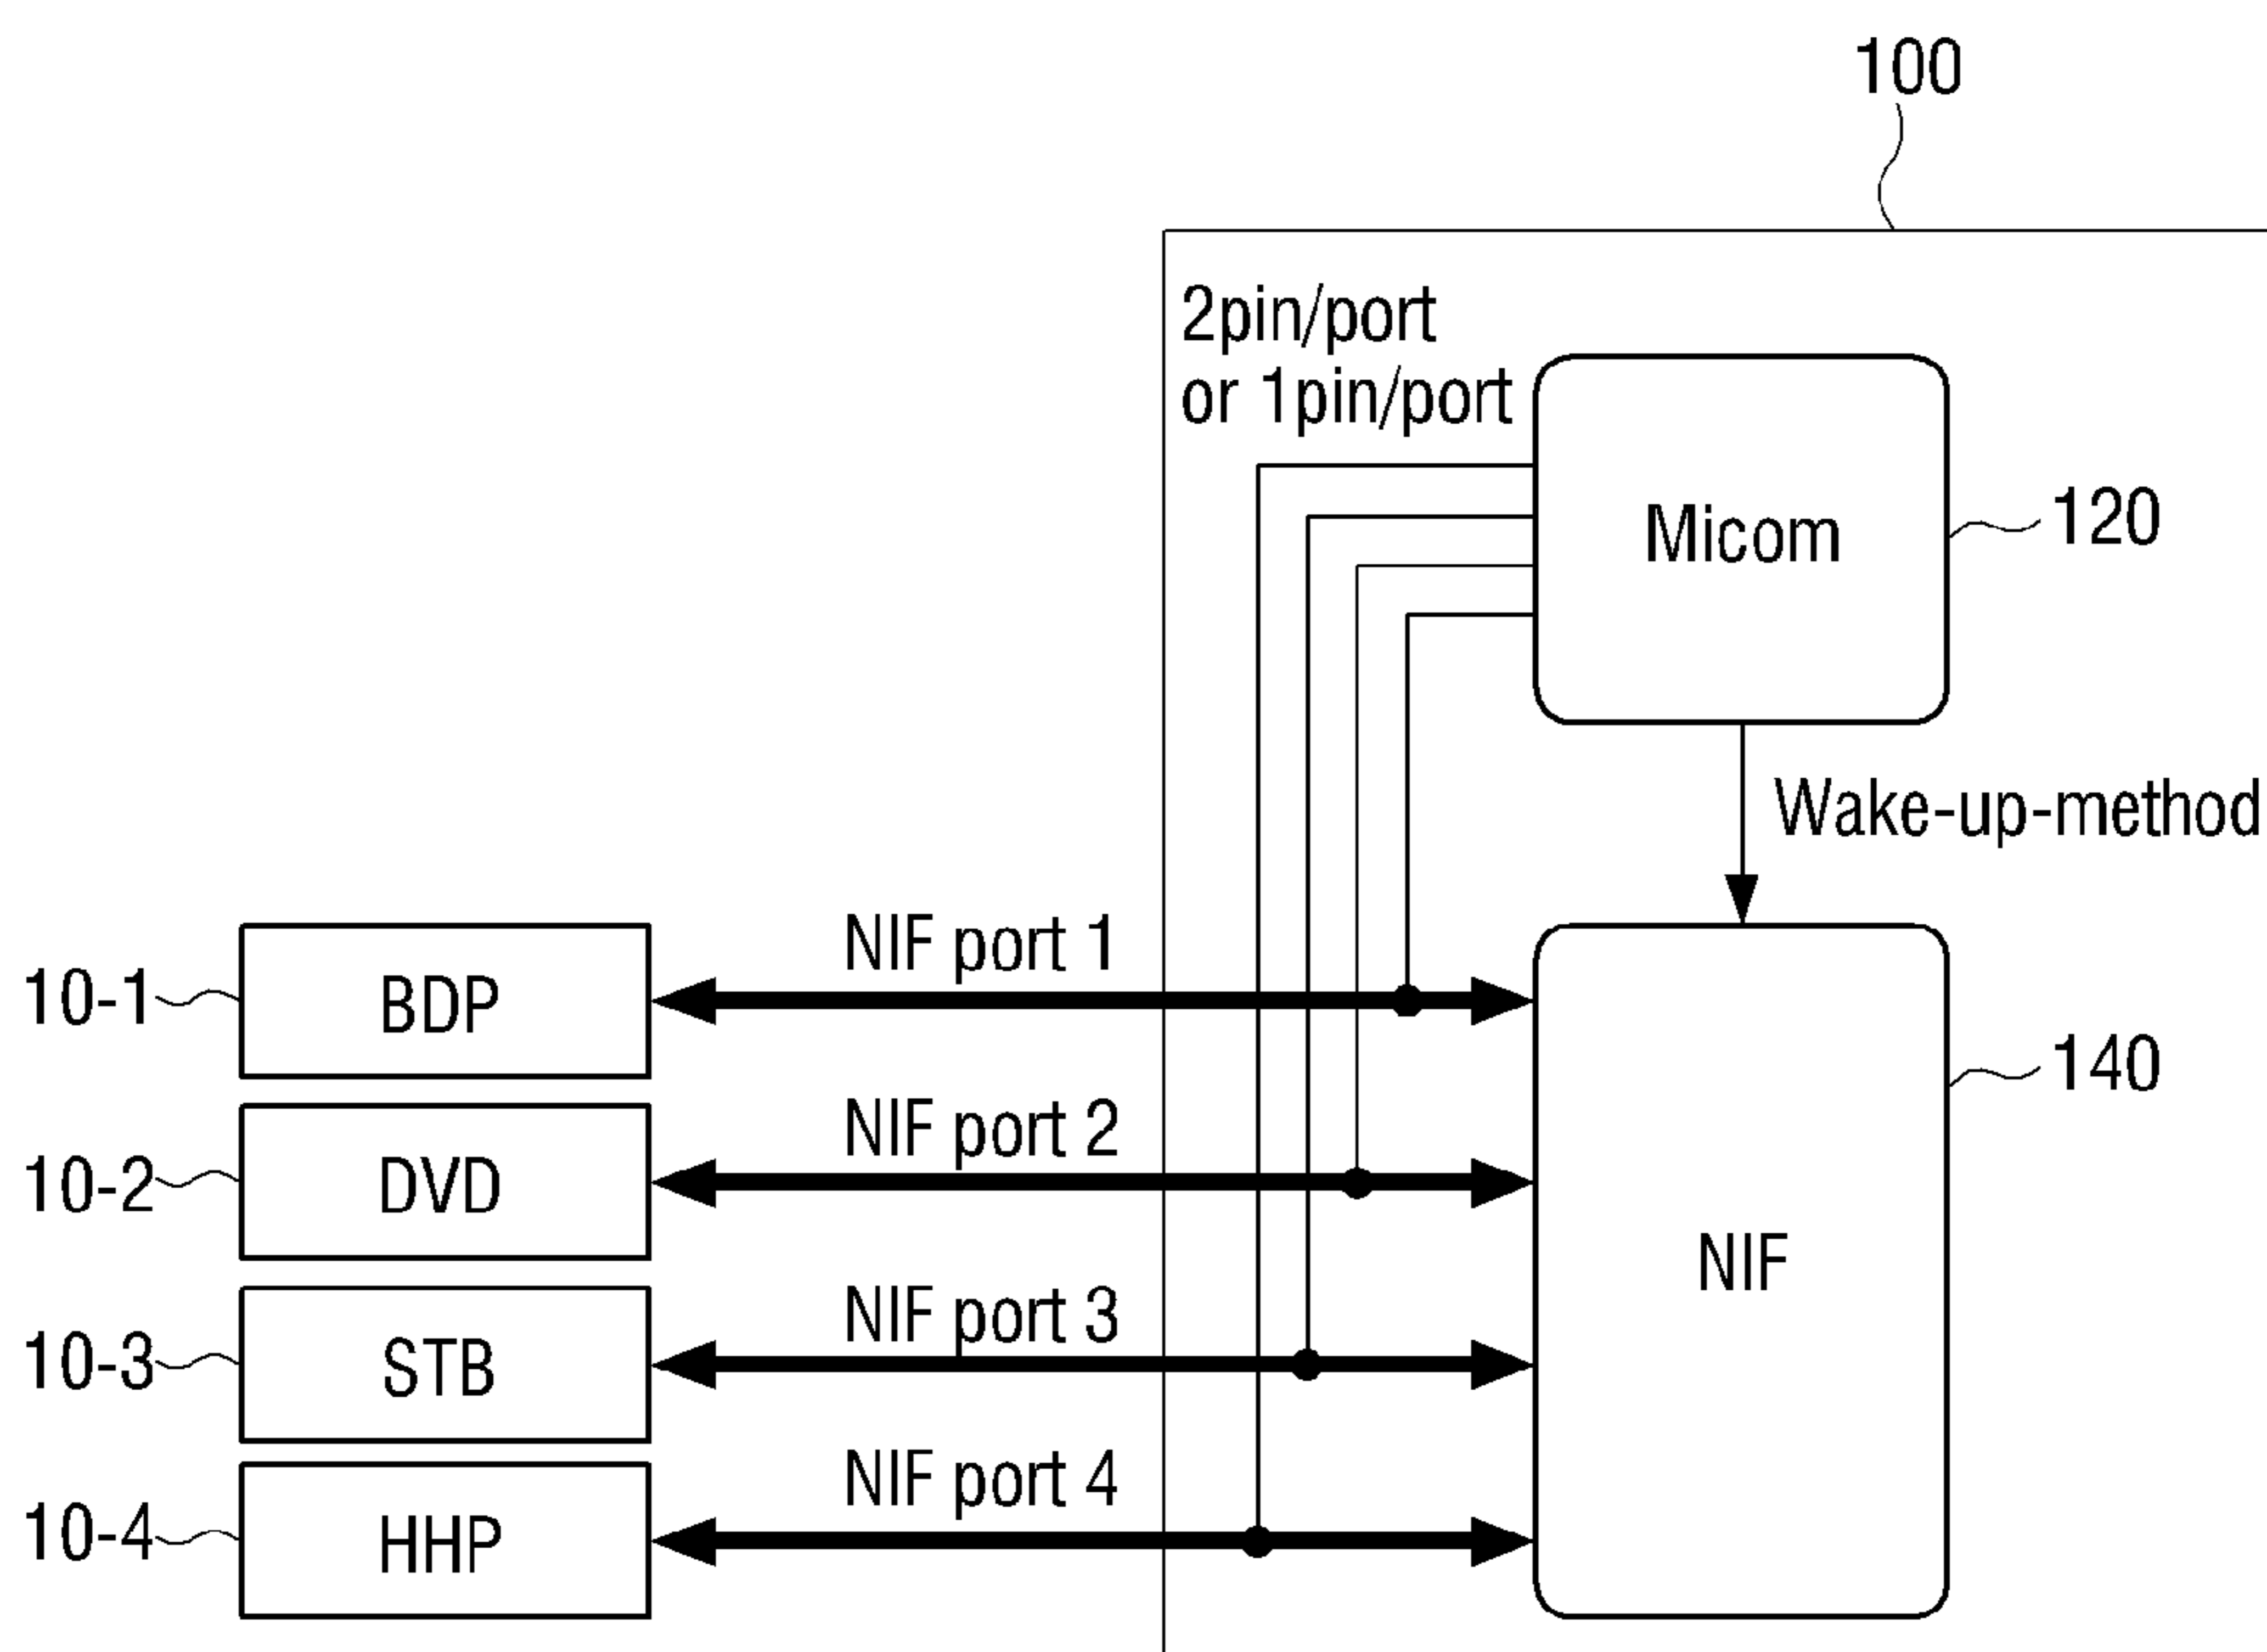 100
2pin/port
or 1pin/port
Micom
120
Wake-up-method
NIF port 1
10-1
BDP
140
NIF port 2
10-2
DVD
NIF
NIF port 3
10-3
STB
NIF port 4
10-4
HHP